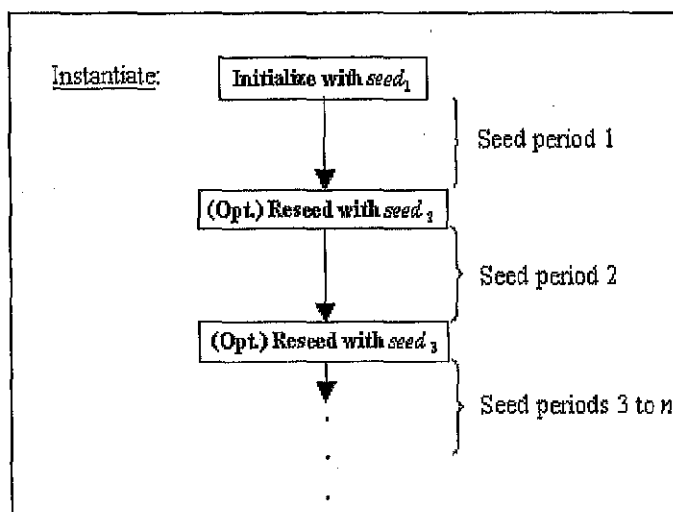 Instantiate:
Initialize with seed1
Seed period 1
(Opt.) Reseed with seed2
Seed period 2
(Opt.) Reseed with seed3
Seed periods 3 to n